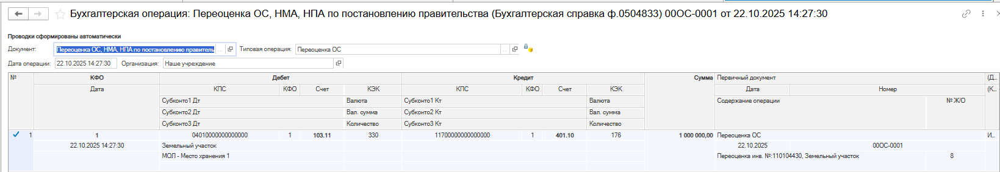 Бухгалтерская операция: Переоценка ОС, НМА, НПА по постановлению правительства (Бухгалтерская справка ф.0504833) 00ОС-0001 от 22.10.2025 14:27:30
Проводки сформированы автоматически
Документ: Переоценка ОС, НМА, НПА по постановлению правитель ... Типовая операция: Переоценка ОС ...
Дата операции: 22.10.2025 14:27:30 Организация: Наше учреждение
№ КФО Дебет Кредит Сумма Первичный документ (Д...
Дата КПС КФО Счет КЭК КПС КФО Счет КЭК Дата Номер (К...
Субконто1 Дт Валюта Субконто1 Кт Валюта Содержание операции № Ж/О
Субконто2 Дт Вал. сумма Субконто2 Кт Вал. сумма
Субконто3 Дт Количество Субконто3 Кт Количество
1 1 04010000000000000 1 103.11 330 11700000000000000 1 401.10 176 1 000 000,00 Переоценка ОС И...
22.10.2025 14:27:30 Земельный участок 22.10.2025 00ОС-0001
МОЛ - Место хранения 1 Переоценка инв. №:110104430, Земельный участок 8